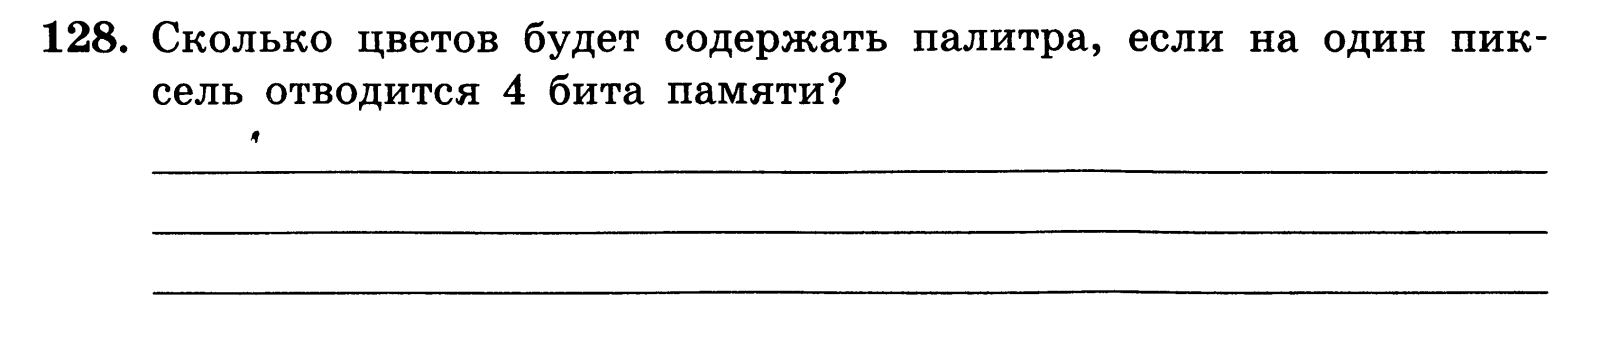 128. Сколько цветов будет содержать палитра, если на один пик-
сель отводится 4 бита памяти?